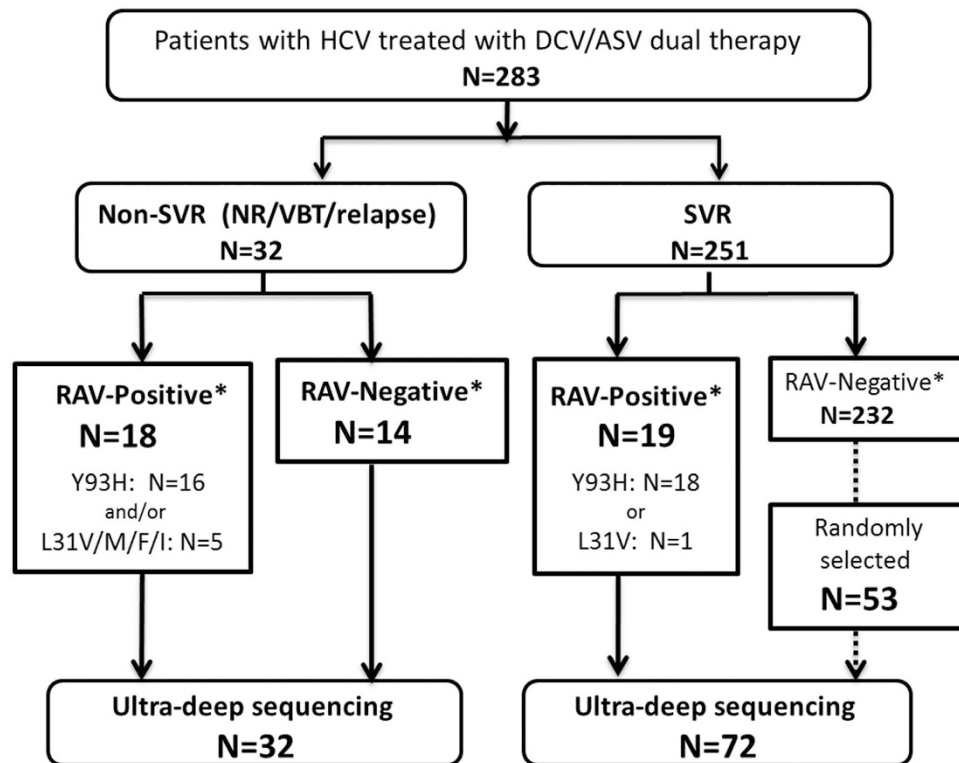 Patients with HCV treated with DCV/ASV dual therapy
N=283
Non-SVR (NR/VBT/relapse)
N=32
SVR
N=251
RAV-Positive*
N=18
Y93H: N=16
and/or
L31V/M/F/I: N=5
RAV-Negative*
N=14
RAV-Positive*
N=19
Y93H: N=18
or
L31V: N=1
RAV-Negative*
N=232
Randomly
selected
N=53
Ultra-deep sequencing
N=32
Ultra-deep sequencing
N=72